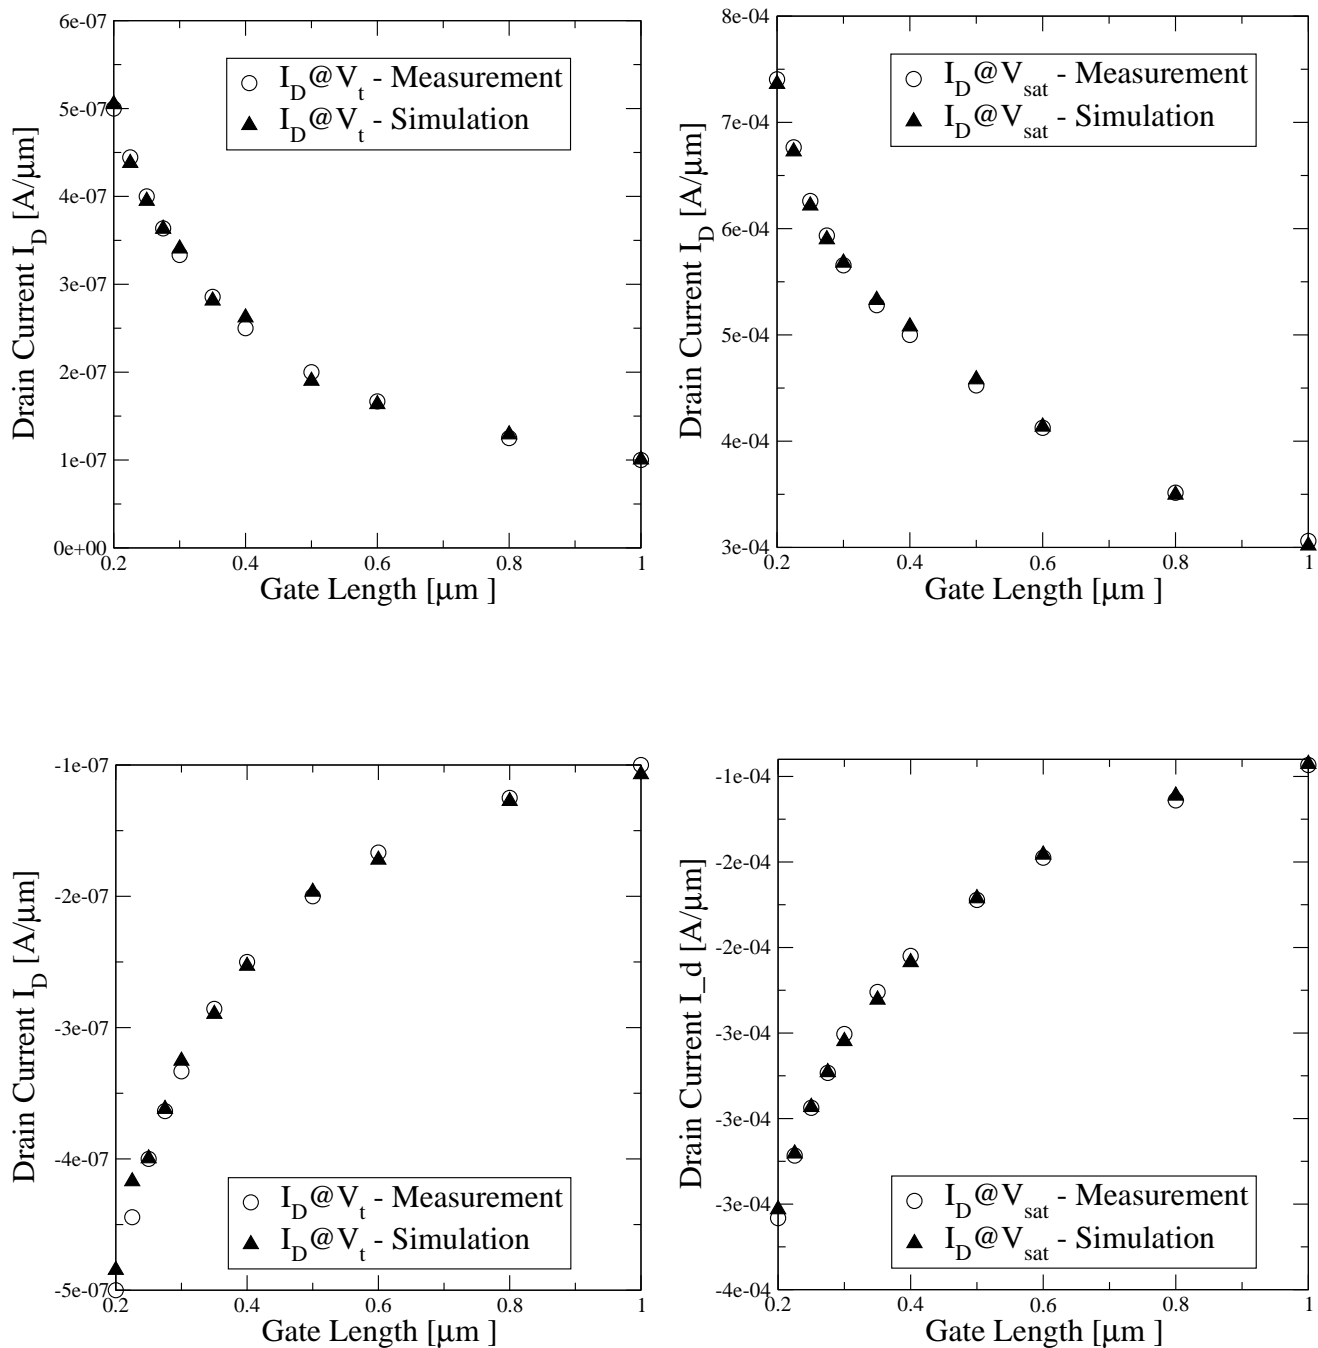 6e-07
5e-07
4e-07
3e-07
2e-07
1e-07
0e+00
0.2
0.4
0.6
0.8
1
Gate Length [μm ]
Drain Current I_D [A/μm]
I_D@V_t - Measurement
I_D@V_t - Simulation
8e-04
7e-04
6e-04
5e-04
4e-04
3e-04
0.2
0.4
0.6
0.8
1
Gate Length [μm ]
Drain Current I_D [A/μm]
I_D@V_sat - Measurement
I_D@V_sat - Simulation
-1e-07
-2e-07
-3e-07
-4e-07
-5e-07
0.2
0.4
0.6
0.8
1
Gate Length [μm ]
Drain Current I_D [A/μm]
I_D@V_t - Measurement
I_D@V_t - Simulation
-1e-04
-2e-04
-2e-04
-3e-04
-3e-04
-3e-04
-4e-04
0.2
0.4
0.6
0.8
1
Gate Length [μm ]
Drain Current I_d [A/μm]
I_D@V_sat - Measurement
I_D@V_sat - Simulation